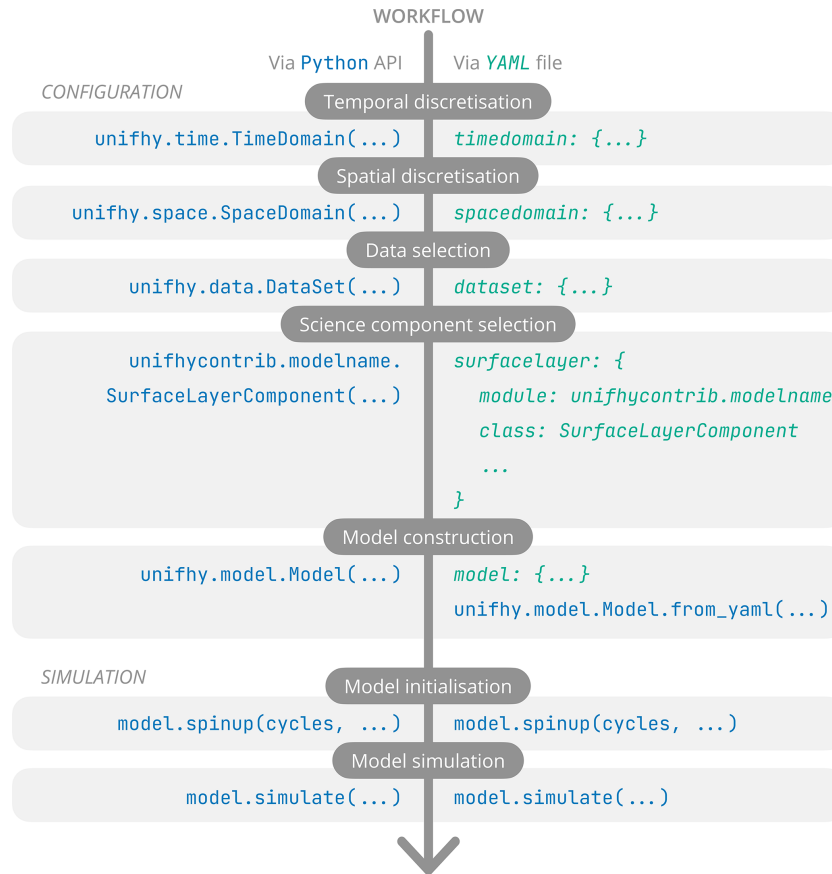 WORKFLOW
Via Python API
Via YAML file
CONFIGURATION
Temporal discretisation
unifhy.time.TimeDomain(...)
timedomain: {...}
Spatial discretisation
unifhy.space.SpaceDomain(...)
spacedomain: {...}
Data selection
unifhy.data.DataSet(...)
dataset: {...}
Science component selection
unifhycontrib.modelname.
SurfaceLayerComponent(...)
surfacelayer: {
module: unifhycontrib.modelname
class: SurfaceLayerComponent
...
}
Model construction
unifhy.model.Model(...)
model: {...}
unifhy.model.Model.from_yaml(...)
SIMULATION
Model initialisation
model.spinup(cycles, ...)
model.spinup(cycles, ...)
Model simulation
model.simulate(...)
model.simulate(...)